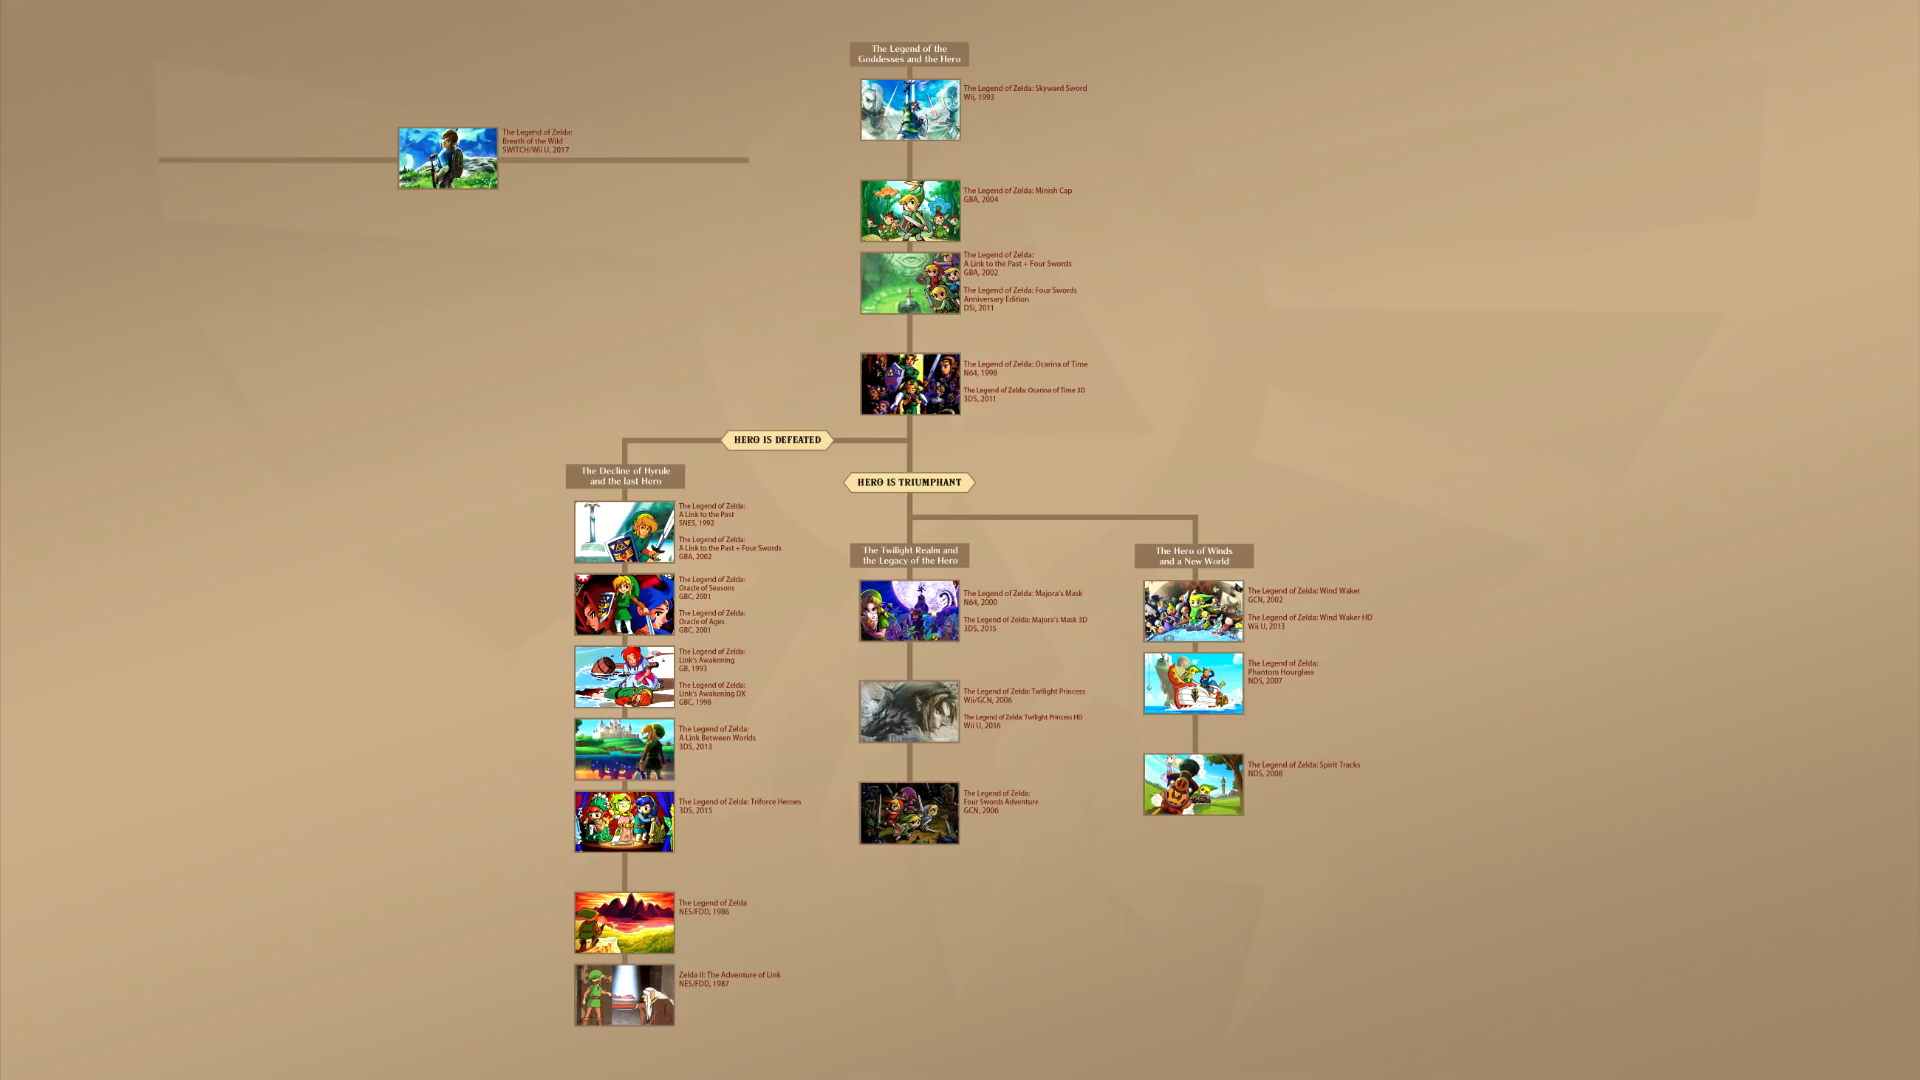 The Legend of the
Goddesses and the Hero
The Legend of Zelda: Skyward Sword
Wii, 1993
The Legend of Zelda:
Breath of the Wild
SWITCH/Wii U, 2017
The Legend of Zelda: Minish Cap
GBA, 2004
The Legend of Zelda:
A Link to the Past + Four Swords
GBA, 2002
The Legend of Zelda: Four Swords
Anniversary Edition
DSi, 2011
The Legend of Zelda: Ocarina of Time
N64, 1998
The Legend of Zelda: Ocarina of Time 3D
3DS, 2011
HERO IS DEFEATED
HERO IS TRIUMPHANT
The Decline of Hyrule
and the last Hero
The Legend of Zelda:
A Link to the Past
SNES, 1992
The Legend of Zelda:
A Link to the Past + Four Swords
GBA, 2002
The Legend of Zelda:
Oracle of Seasons
GBC, 2001
The Legend of Zelda:
Oracle of Ages
GBC, 2001
The Legend of Zelda:
Link's Awakening
GB, 1993
The Legend of Zelda:
Link's Awakening DX
GBC, 1998
The Legend of Zelda:
A Link Between Worlds
3DS, 2013
The Legend of Zelda: Triforce Heroes
3DS, 2015
The Legend of Zelda
NES/FDD, 1986
Zelda II: The Adventure of Link
NES/FDD, 1987
The Twilight Realm and
the Legacy of the Hero
The Legend of Zelda: Majora's Mask
N64, 2000
The Legend of Zelda: Majora's Mask 3D
3DS, 2015
The Legend of Zelda: Twilight Princess
Wii/GCN, 2006
The Legend of Zelda: Twilight Princess HD
Wii U, 2016
The Legend of Zelda:
Four Swords Adventure
GCN, 2006
The Hero of Winds
and a New World
The Legend of Zelda: Wind Waker
GCN, 2002
The Legend of Zelda: Wind Waker HD
Wii U, 2013
The Legend of Zelda:
Phantom Hourglass
NDS, 2007
The Legend of Zelda: Spirit Tracks
NDS, 2008